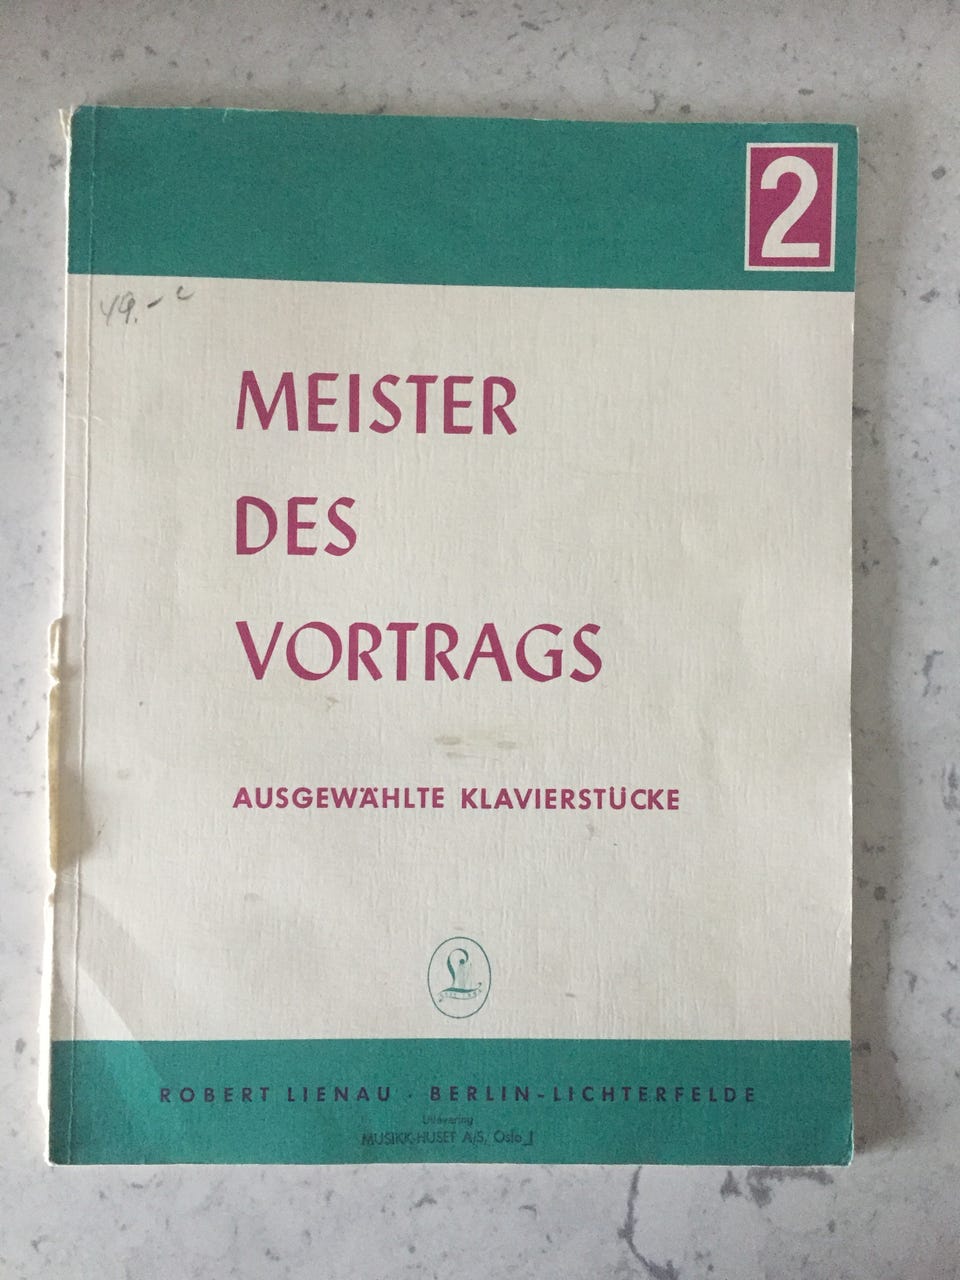 2
49.-
MEISTER
DES
VORTRAGS
AUSGEWÄHLTE KLAVIERSTÜCKE
L
ROBERT LIENAU · BERLIN-LICHTERFELDE
MUSIKK-HUSET A/S, Oslo